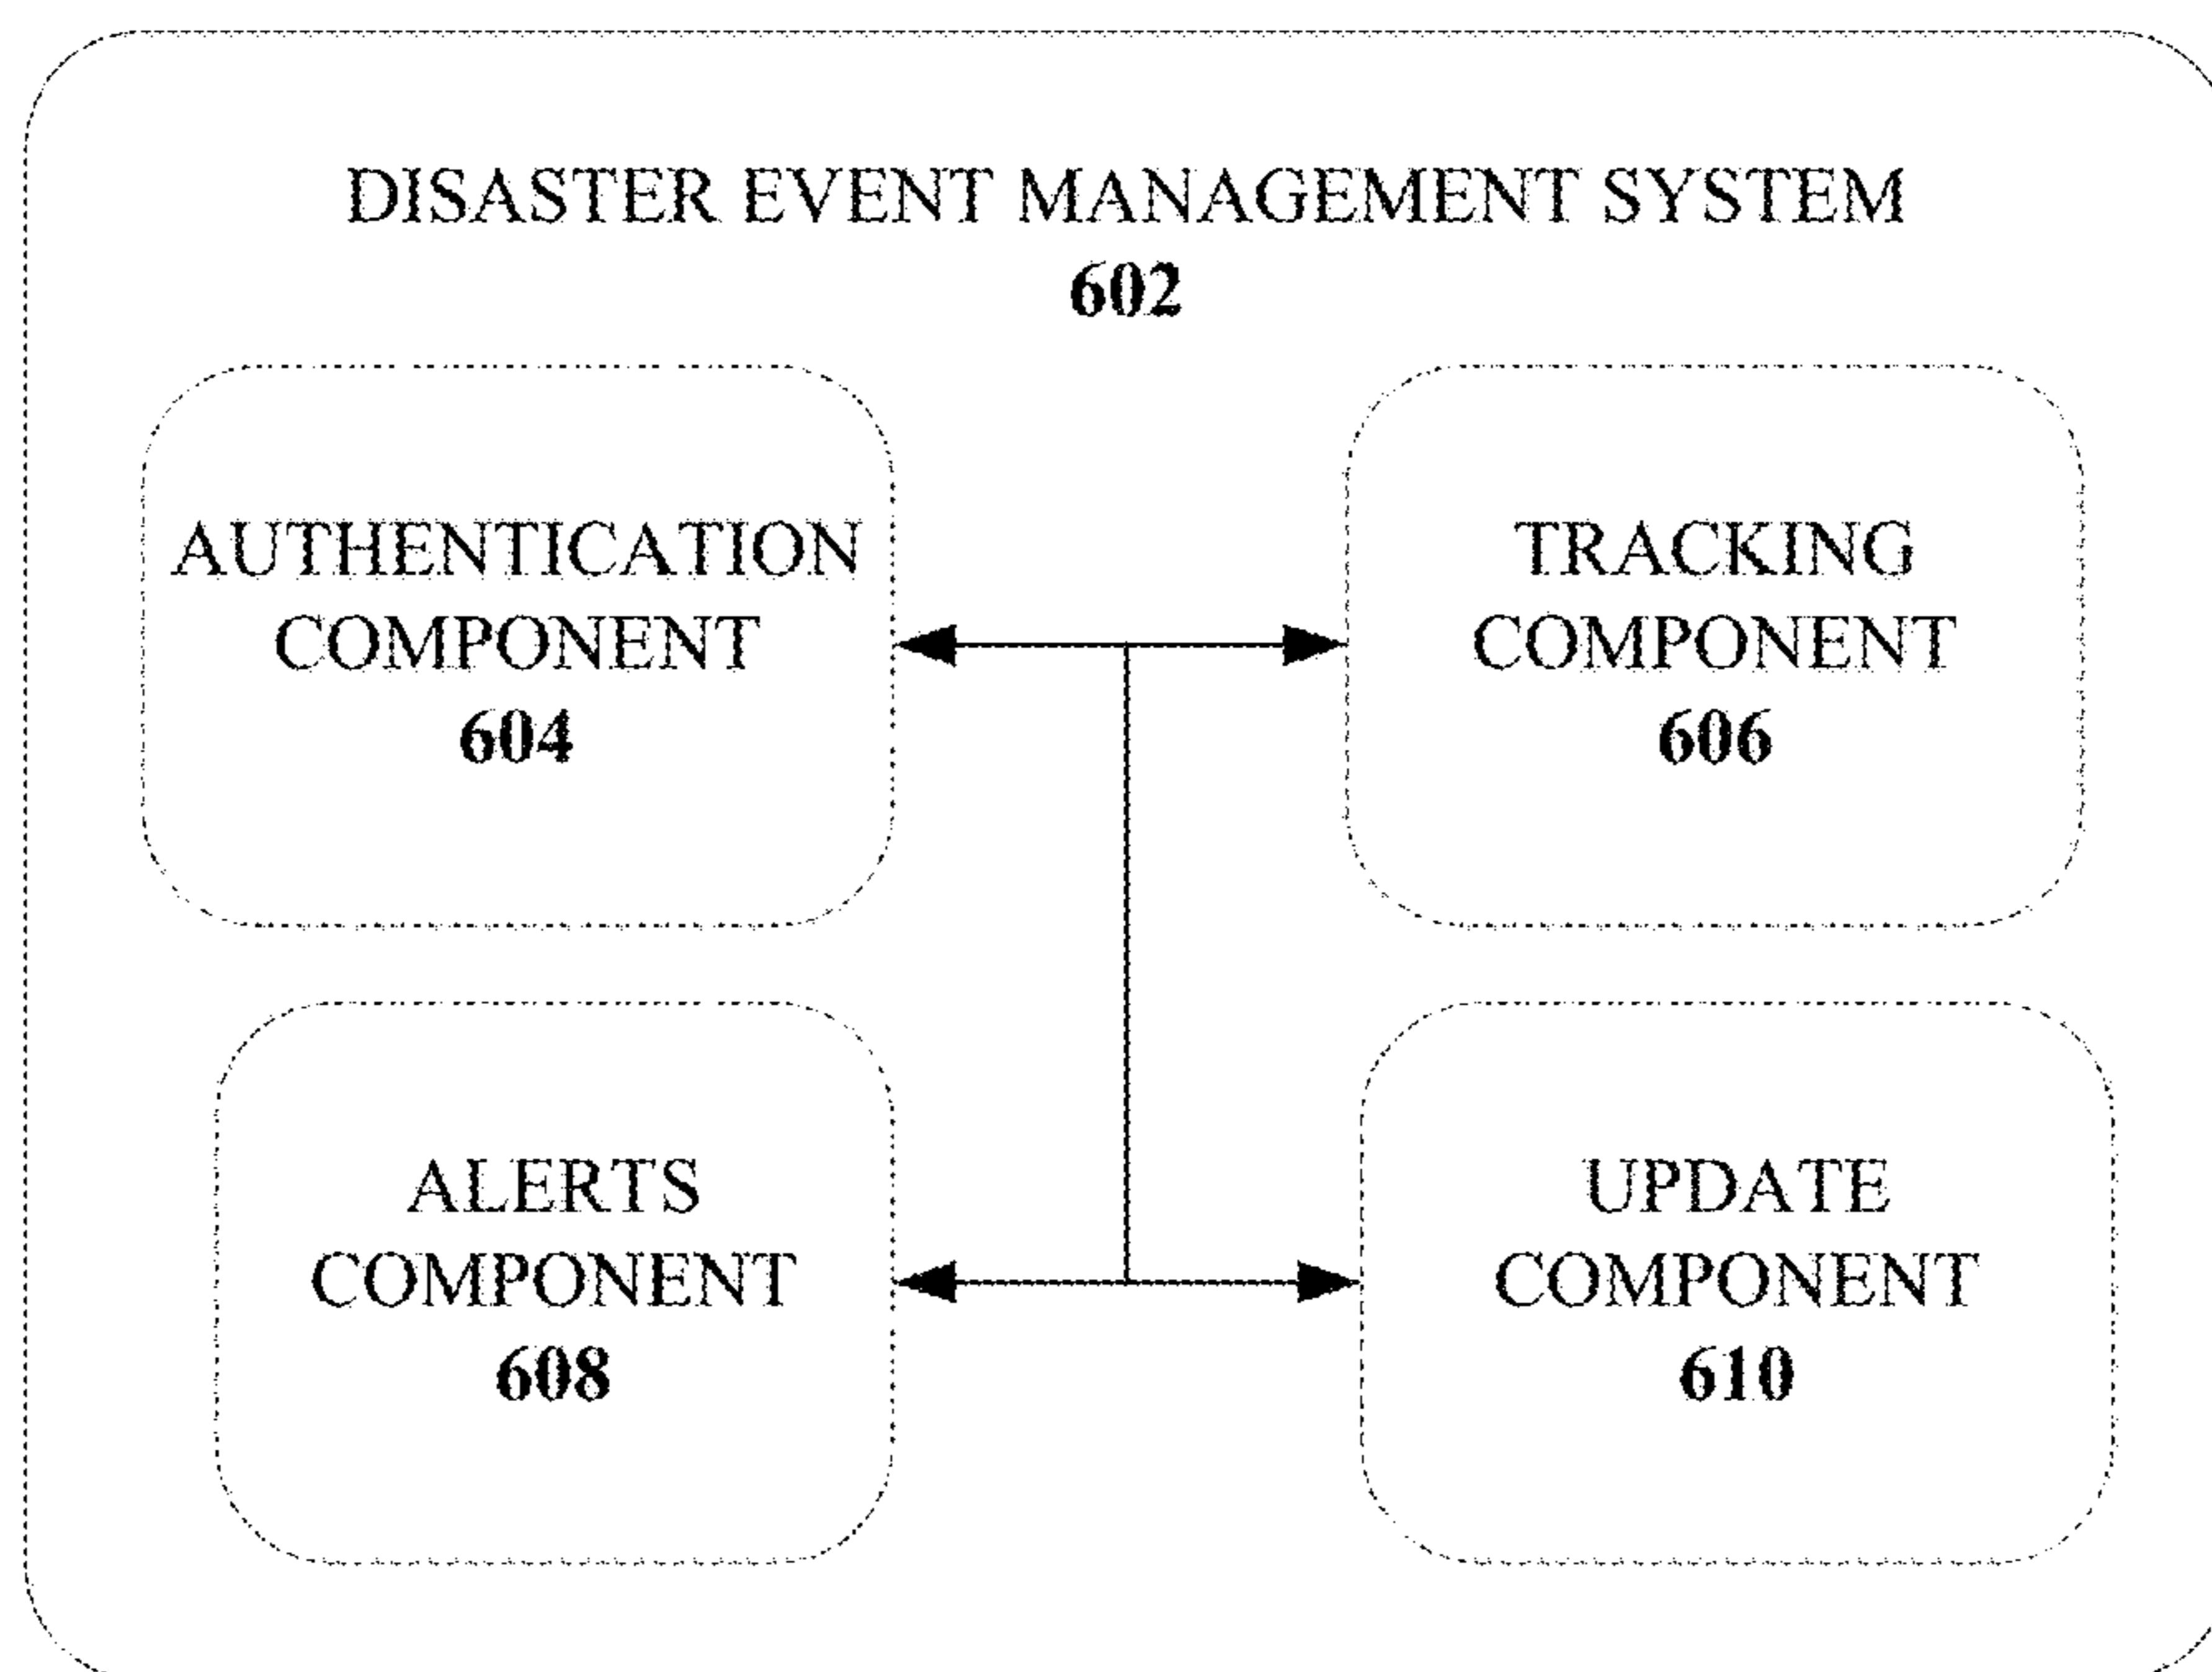 DISASTER EVENT MANAGEMENT SYSTEM
602
AUTHENTICATION
COMPONENT
604
TRACKING
COMPONENT
606
ALERTS
COMPONENT
608
UPDATE
COMPONENT
610